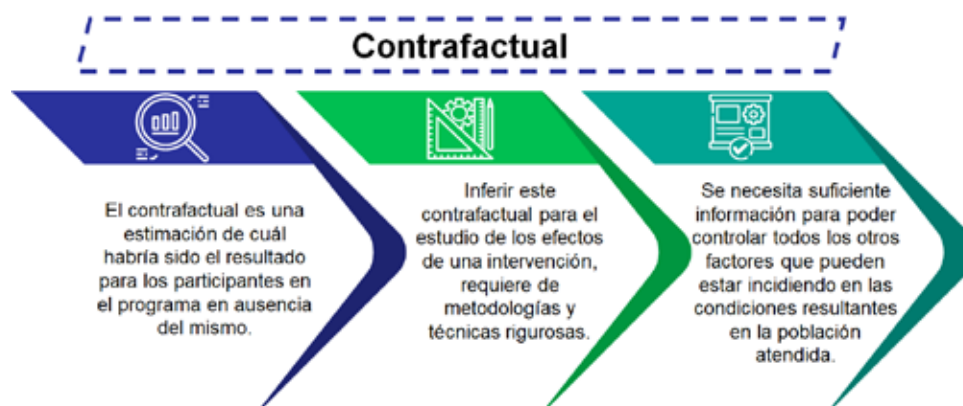 Contrafactual
El contrafactual es una
estimación de cuál
habría sido el resultado
para los participantes en
el programa en ausencia
del mismo.
Inferir este
contrafactual para el
estudio de los efectos
de una intervención,
requiere de
metodologías y
técnicas rigurosas.
Se necesita suficiente
información para poder
controlar todos los otros
factores que pueden
estar incidiendo en las
condiciones resultantes
en la población
atendida.